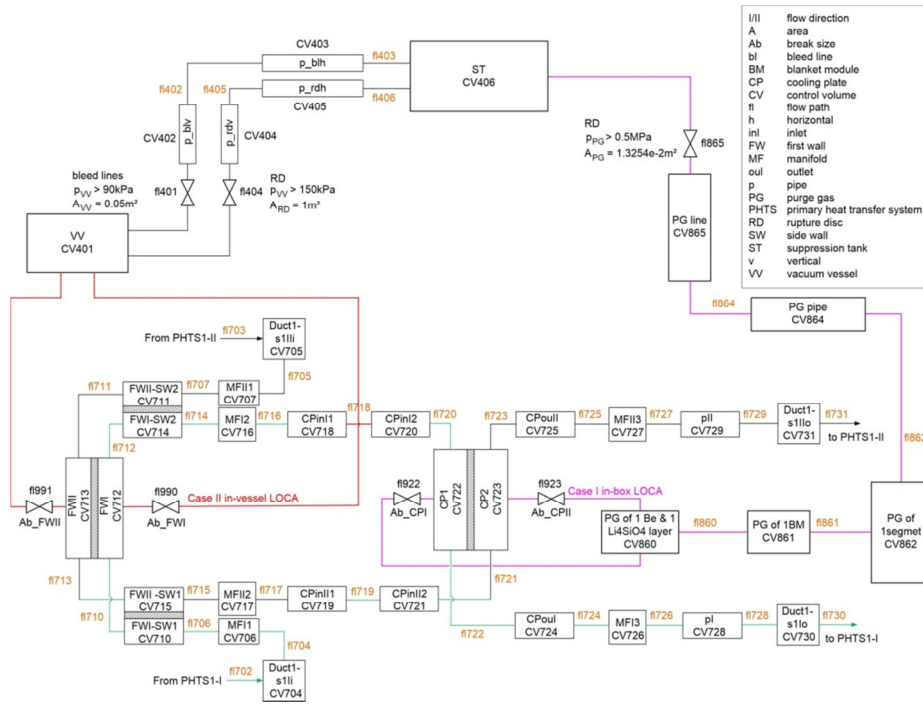 I/II flow direction
A area
Ab break size
bl bleed line
BM blanket module
CP cooling plate
CV control volume
fl flow path
h horizontal
inl inlet
FW first wall
MF manifold
oul outlet
p pipe
PG purge gas
PHTS primary heat transfer system
RD rupture disc
SW side wall
ST suppression tank
v vertical
VV vacuum vessel
CV403
p_blh
fl403
fl402
fl405
p_rdh
CV405
fl406
ST
CV406
p_blv
CV402
p_rdv
CV404
RD
pPG > 0.5MPa
APG = 1.3254e-2m²
fl865
bleed lines
pVV > 90kPa
AVV = 0.05m²
fl401
fl404
RD
pVV > 150kPa
ARD = 1m³
VV
CV401
PG line
CV865
fl864
PG pipe
CV864
From PHTS1-II
fl703
Duct1-
s1IIi
CV705
fl711
FWII-SW2
CV711
fl707
MFII1
CV707
fl705
FWI-SW2
CV714
fl714
MFI2
CV716
fl716
CPinI1
CV718
fl718
CPinI2
CV720
fl720
fl712
fl723
CPouII
CV725
fl725
MFII3
CV727
fl727
pII
CV729
fl729
Duct1-
s1IIo
CV731
fl731
to PHTS1-II
fl862
fl991
Ab_FWII
FWII
CV713
FWI
CV712
fl990
Ab_FWI
Case II in-vessel LOCA
fl922
Ab_CPI
CP1
CV722
CP2
CV723
fl923
Ab_CPII
Case I in-box LOCA
PG of 1 Be & 1
Li4SiO4 layer
CV860
fl860
PG of 1BM
CV861
fl861
PG of
1segmet
CV862
fl713
FWII -SW1
CV715
fl715
MFII2
CV717
fl717
CPinII1
CV719
fl719
CPinII2
CV721
fl721
fl710
FWI-SW1
CV710
fl706
MFI1
CV706
fl704
From PHTS1-I
fl702
Duct1-
s1Ii
CV704
fl722
CPouI
CV724
fl724
MFI3
CV726
fl726
pI
CV728
fl728
Duct1-
s1Io
CV730
fl730
to PHTS1-I